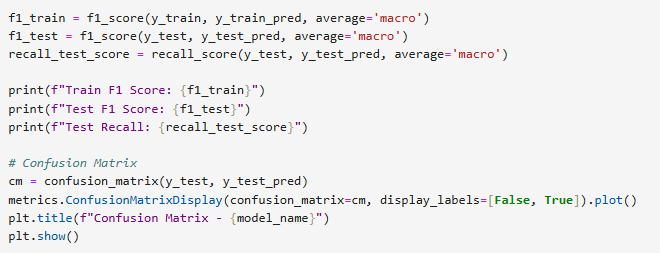 f1_train = f1_score(y_train, y_train_pred, average='macro')
f1_test = f1_score(y_test, y_test_pred, average='macro')
recall_test_score = recall_score(y_test, y_test_pred, average='macro')

print(f"Train F1 Score: {f1_train}")
print(f"Test F1 Score: {f1_test}")
print(f"Test Recall: {recall_test_score}")

# Confusion Matrix
cm = confusion_matrix(y_test, y_test_pred)
metrics.ConfusionMatrixDisplay(confusion_matrix=cm, display_labels=[False, True]).plot()
plt.title(f"Confusion Matrix - {model_name}")
plt.show()